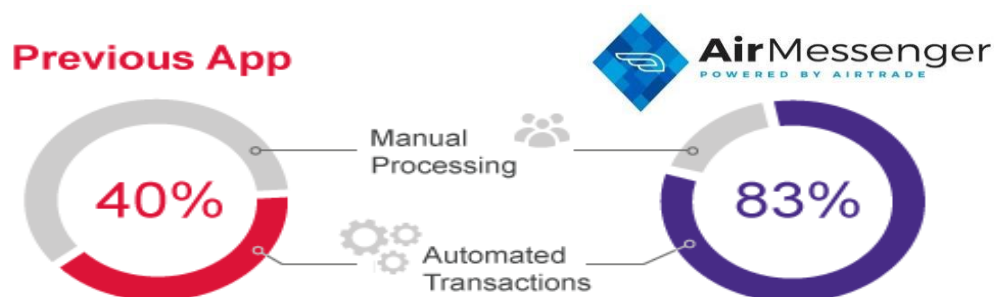 Previous App
AirMessenger
POWERED BY AIRTRADE
Manual
Processing
40%
83%
Automated
Transactions